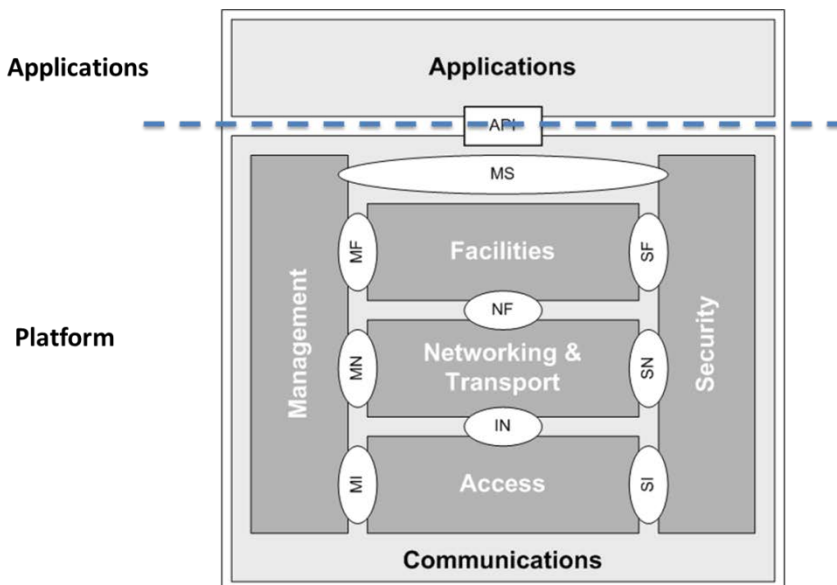 Applications
Applications
API
MS
MF
Facilities
SF
NF
Management
Platform
MN
Networking &
Transport
SN
Security
IN
MI
Access
SI
Communications